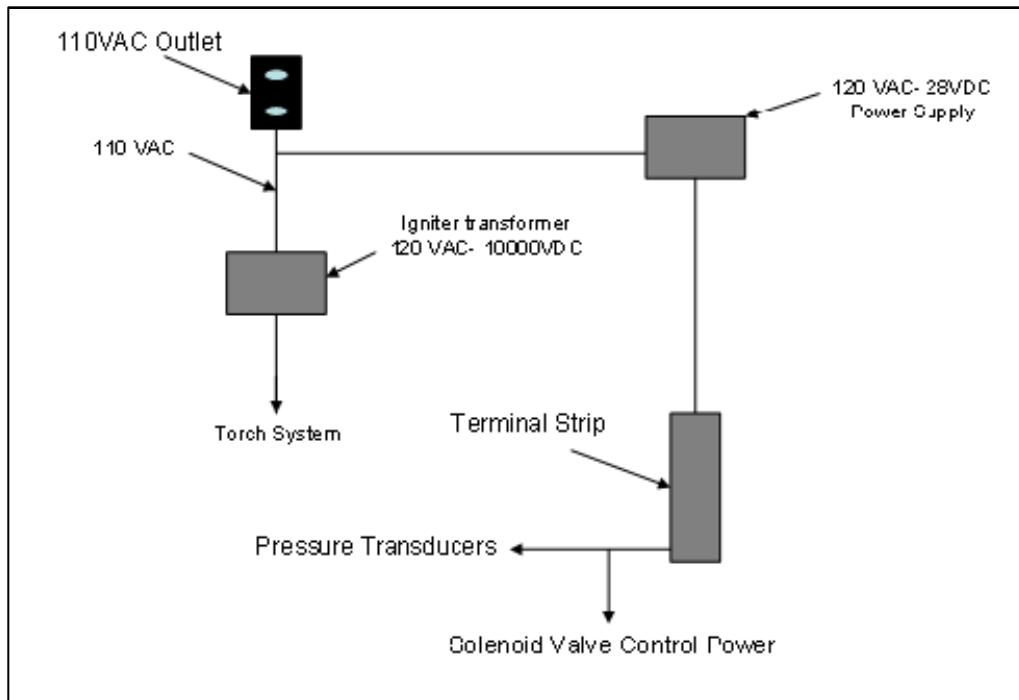 110VAC Outlet
120 VAC- 28VDC
Power Supply
110 VAC
Igniter transformer
120 VAC- 10000VDC
Torch System
Terminal Strip
Pressure Transducers
Solenoid Valve Control Power